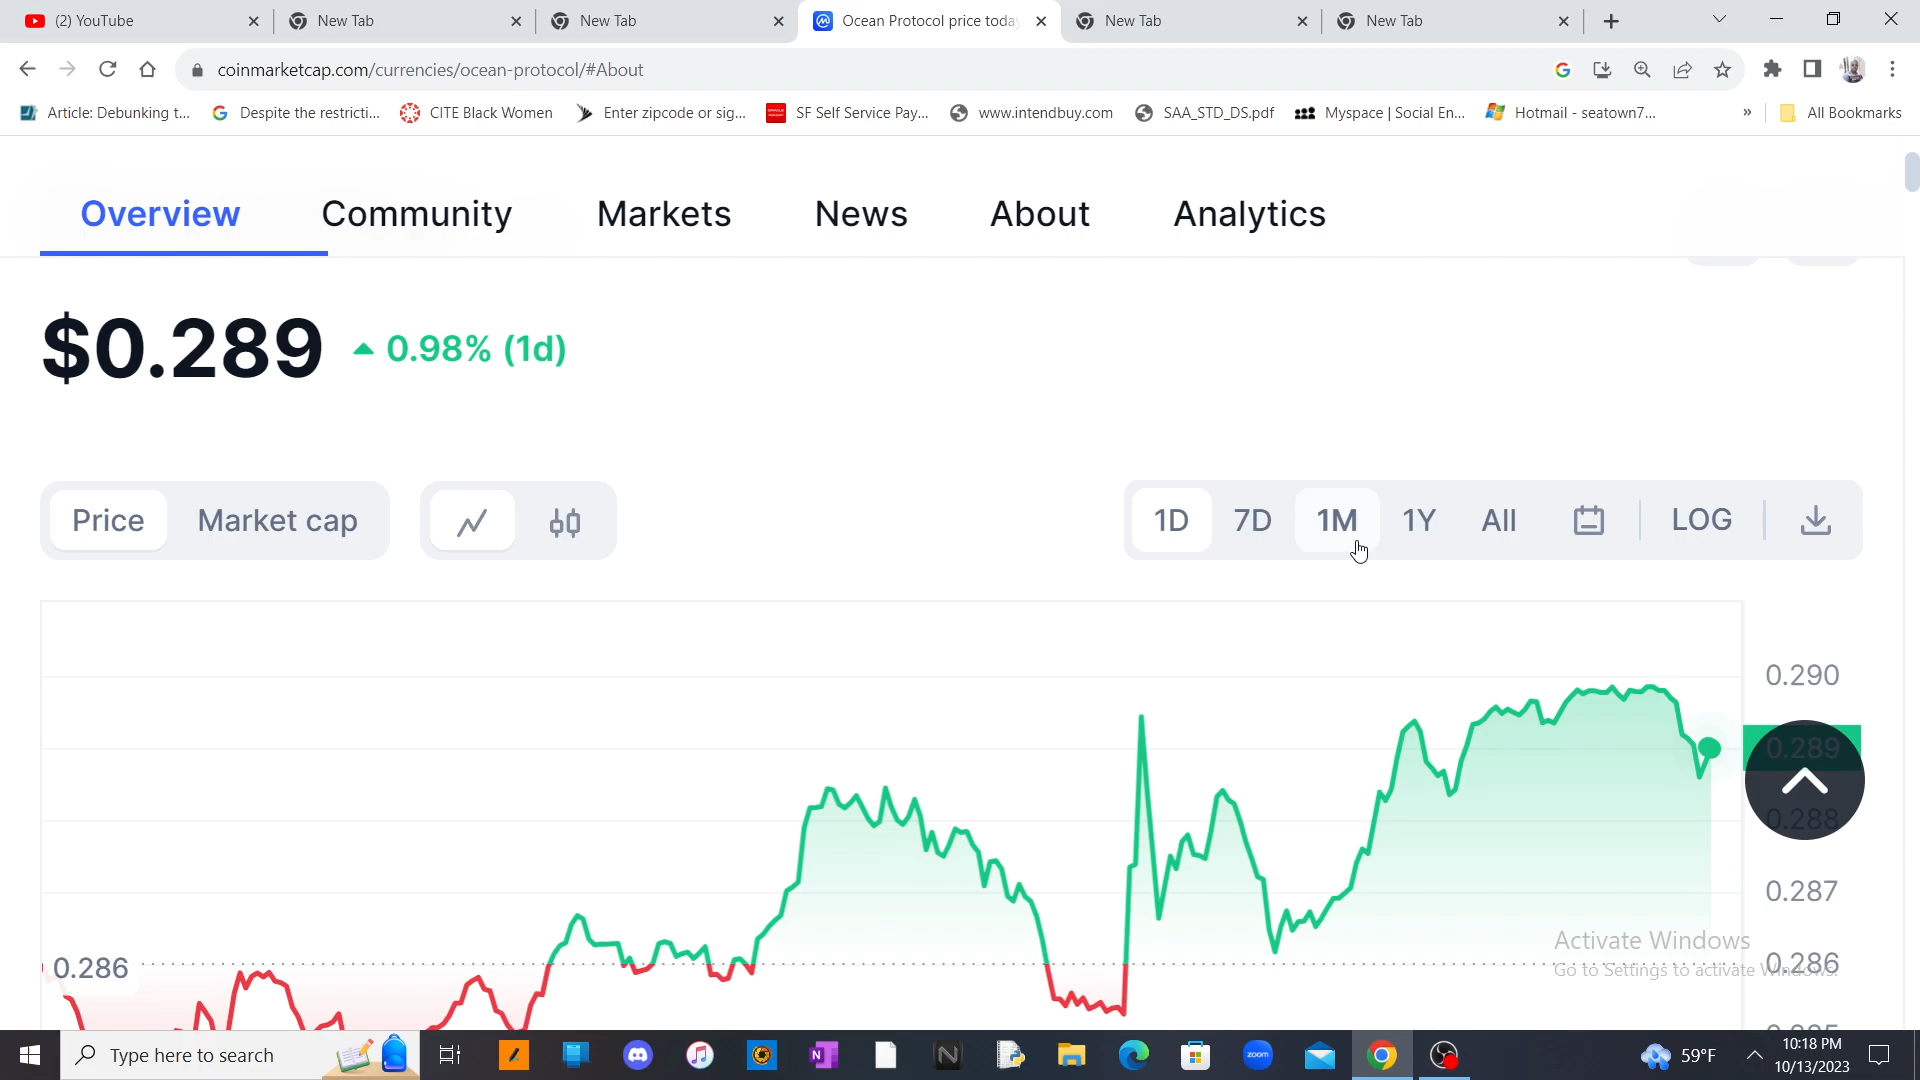 (2) YouTube
New Tab
New Tab
Ocean Protocol price today
New Tab
New Tab
coinmarketcap.com/currencies/ocean-protocol/#About
Article: Debunking t...
Despite the restricti...
CITE Black Women
Enter zipcode or sig...
SF Self Service Pay...
www.intendbuy.com
SAA_STD_DS.pdf
Myspace | Social En...
Hotmail - seatown7...
»
All Bookmarks
Overview Community Markets News About Analytics
$0.289 0.98% (1d)
Price Market cap
1D 7D 1M 1Y All LOG
0.290
0.289
0.288
0.287
0.286
0.286
Activate Windows
Go to Settings to activate Windows.
Type here to search
zoom
59°F
10:18 PM
10/13/2023